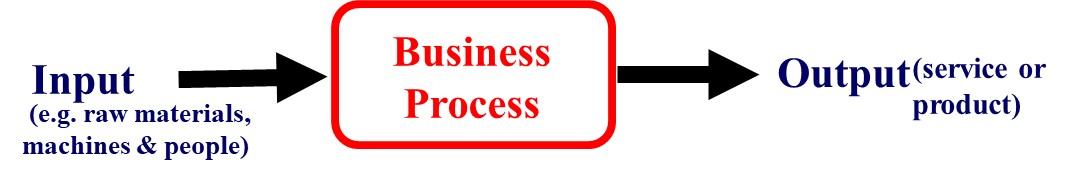 Input
(e.g. raw materials,
machines & people)
Business
Process
Output(service or
product)